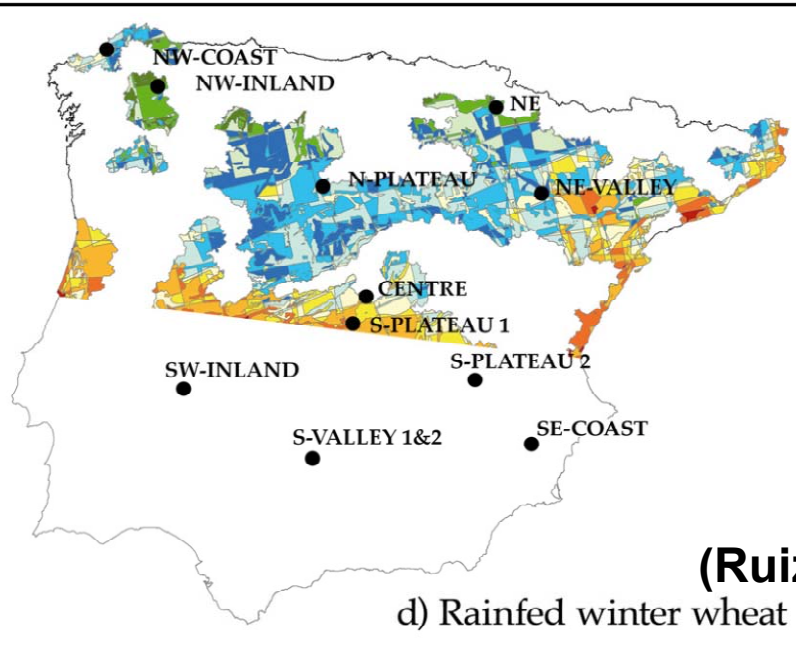 NW-COAST
NW-INLAND
NE
N-PLATEAU
NE-VALLEY
CENTRE
S-PLATEAU 1
S-PLATEAU 2
SW-INLAND
SE-COAST
S-VALLEY 1&2
(Ruiz
d) Rainfed winter wheat